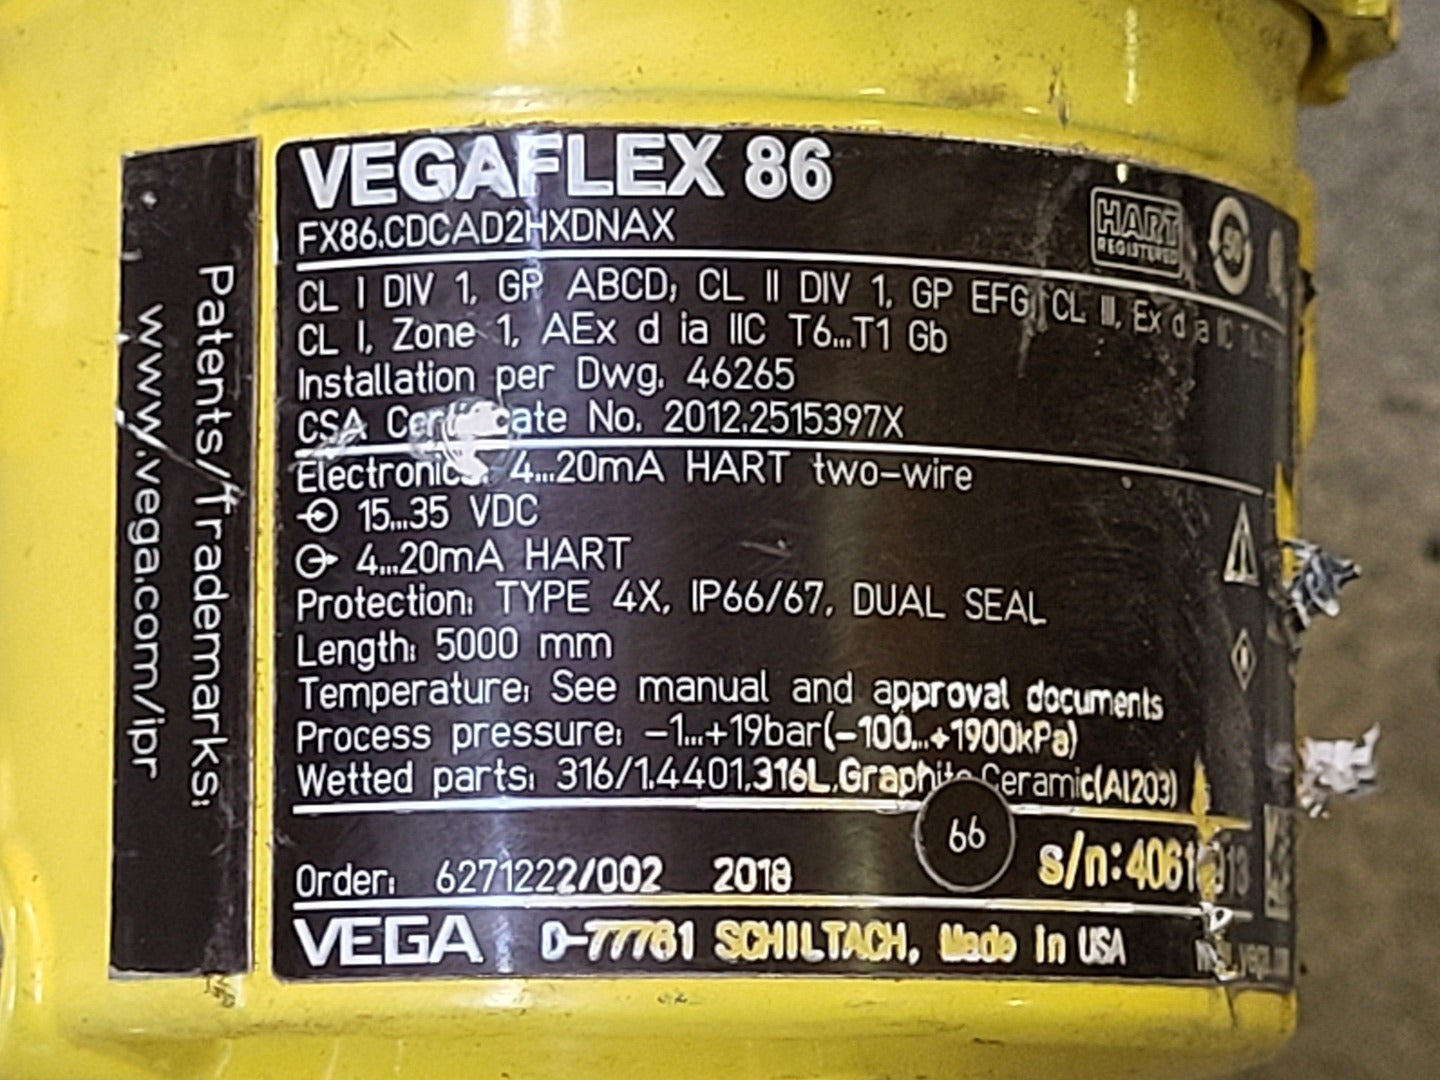 VEGAFLEX 86
FX86.CDCAD2HXDNAX
HART
REGISTERED
50
CL I DIV 1, GP ABCD; CL II DIV 1, GP EFG; CL III, Ex d ia IIC
CL I, Zone 1, AEx d ia IIC T6...T1 Gb
Installation per Dwg. 46265
CSA No. 2012.2515397X
4...20mA HART two-wire
15...35 VDC
4...20mA HART
Protection: TYPE 4X, IP66/67, DUAL SEAL
Length: 5000 mm
Temperature: See manual and approval documents
Process pressure: -1...+19bar(-100...+1900kPa)
Wetted parts: 316/1.4401,316L,Graphite,Ceramic(Al2O3)
66
Order: 6271222/002 2018
s/n:
VEGA D-77761 SCHILTACH, Made in USA
Patents/Trademarks:
www.vega.com/ipr